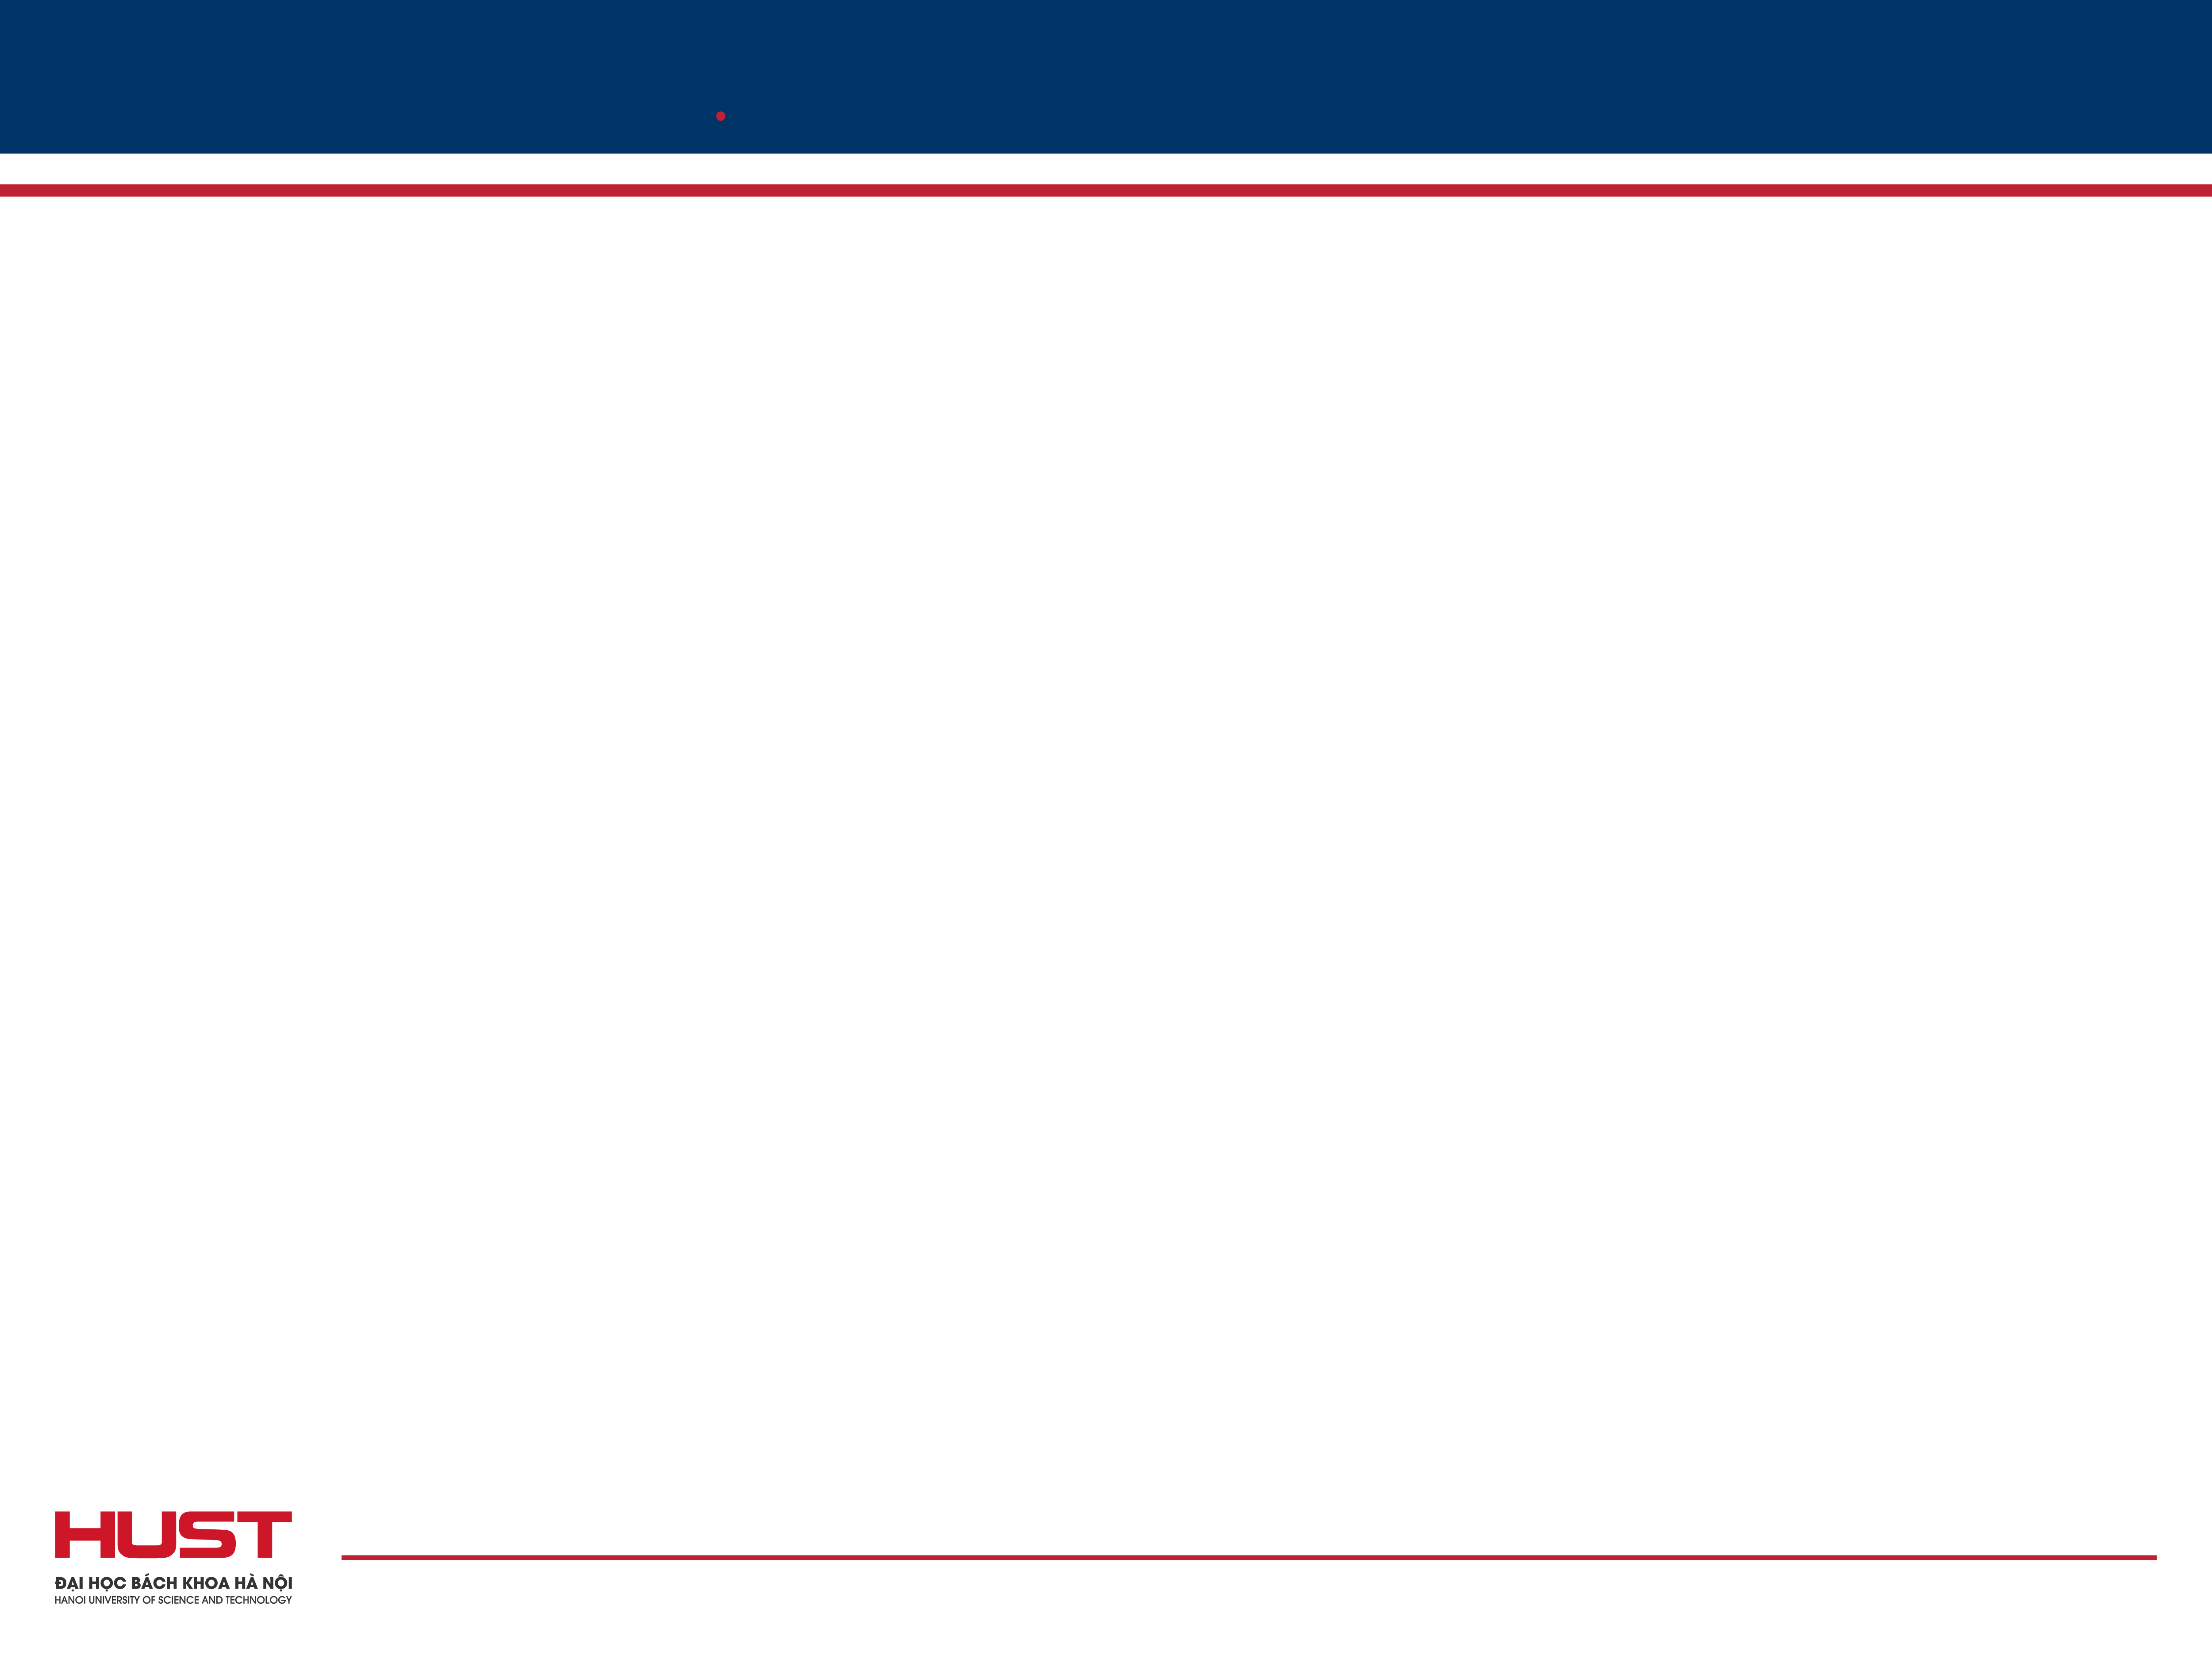 HUST
ĐẠI HỌC BÁCH KHOA HÀ NỘI
HANOI UNIVERSITY OF SCIENCE AND TECHNOLOGY